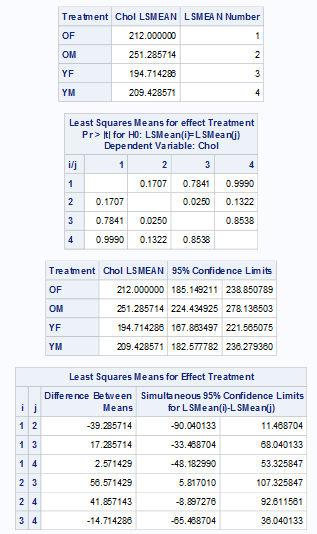 Treatment Chol LSMEAN LSMEAN Number
OF 212.000000 1
OM 251.285714 2
YF 194.714286 3
YM 209.428571 4
Least Squares Means for effect Treatment
Pr > |t| for H0: LSMean(i)=LSMean(j)
Dependent Variable: Chol
i/j 1 2 3 4
1 0.1707 0.7841 0.9990
2 0.1707 0.0250 0.1322
3 0.7841 0.0250 0.8538
4 0.9990 0.1322 0.8538
Treatment Chol LSMEAN 95% Confidence Limits
OF 212.000000 185.149211 238.850789
OM 251.285714 224.434925 278.136503
YF 194.714286 167.863497 221.565075
YM 209.428571 182.577782 236.279360
Least Squares Means for Effect Treatment
i j Difference Between Means Simultaneous 95% Confidence Limits for LSMean(i)-LSMean(j)
1 2 -39.285714 -90.040133 11.468704
1 3 17.285714 -33.468704 68.040133
1 4 2.571429 -48.182990 53.325847
2 3 56.571429 5.817010 107.325847
2 4 41.857143 -8.897276 92.611561
3 4 -14.714286 -65.468704 36.040133